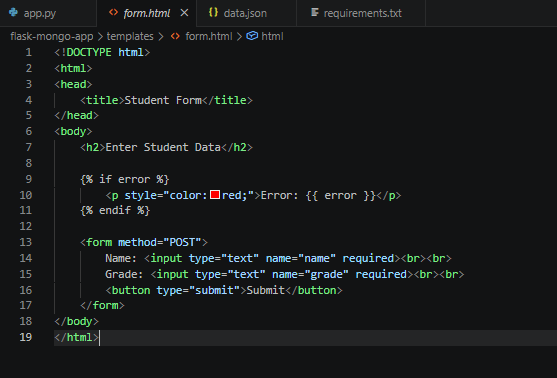 app.py
form.html
data.json
requirements.txt
flask-mongo-app > templates > form.html > html
1 <!DOCTYPE html>
2 <html>
3 <head>
4 <title>Student Form</title>
5 </head>
6 <body>
7 <h2>Enter Student Data</h2>
8
9 {% if error %}
10 <p style="color:red;">Error: {{ error }}</p>
11 {% endif %}
12
13 <form method="POST">
14 Name: <input type="text" name="name" required><br><br>
15 Grade: <input type="text" name="grade" required><br><br>
16 <button type="submit">Submit</button>
17 </form>
18 </body>
19 </html>